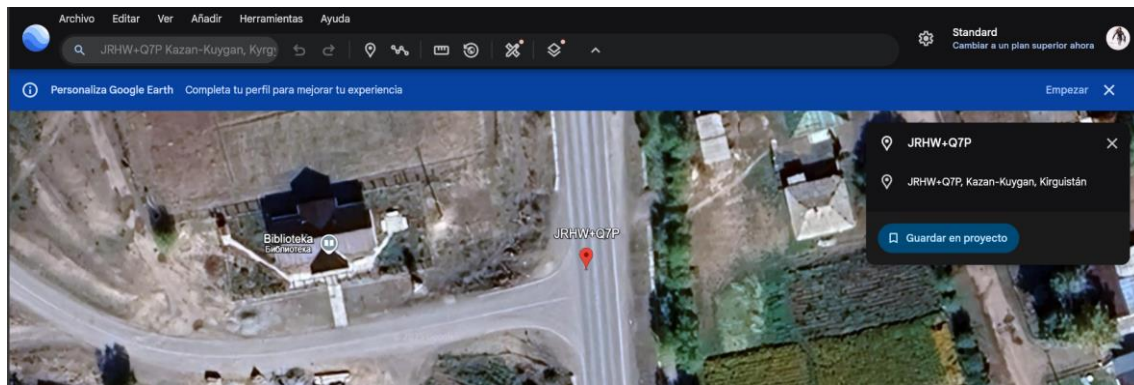 Archivo Editar Ver Añadir Herramientas Ayuda
JRHW+Q7P Kazan-Kuygan, Kyrg
Standard
Cambiar a un plan superior ahora
Personaliza Google Earth Completa tu perfil para mejorar tu experiencia
Empezar
JRHW+Q7P
JRHW+Q7P, Kazan-Kuygan, Kirguistán
Guardar en proyecto
JRHW+Q7P
Biblioteka
Библиотека